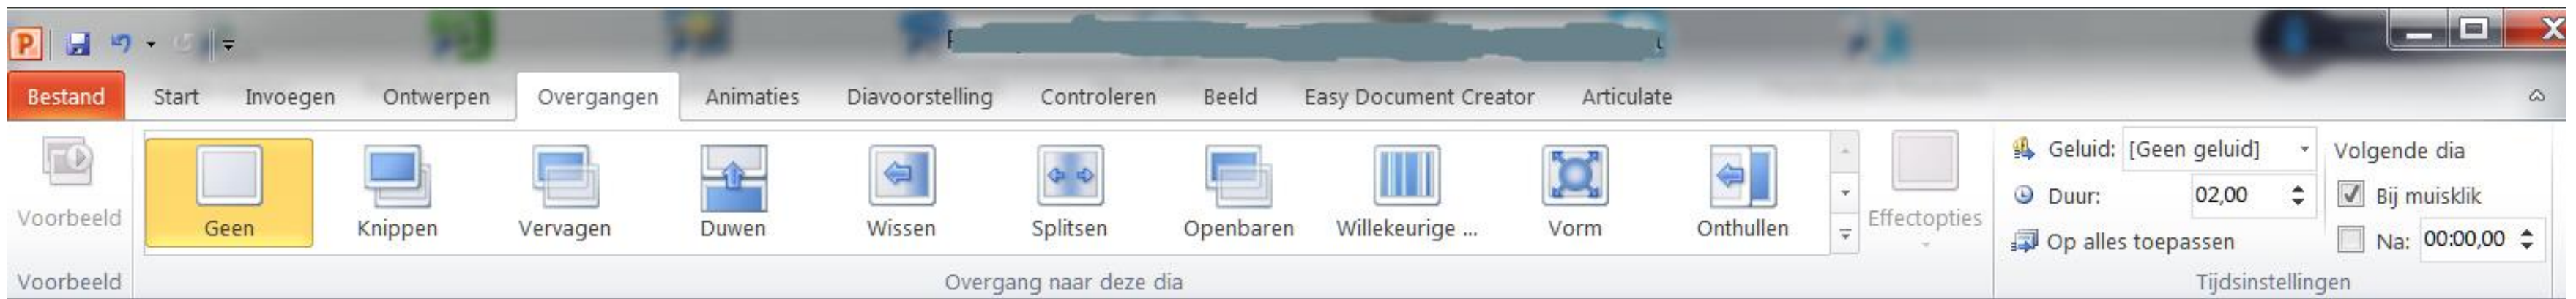 Bestand Start Invoegen Ontwerpen Overgangen Animaties Diavoorstelling Controleren Beeld Easy Document Creator Articulate
Voorbeeld
Geen Knippen Vervagen Duwen Wissen Splitsen Openbaren Willekeurige ... Vorm Onthullen
Effectopties
Geluid: [Geen geluid]
Duur: 02,00
Op alles toepassen
Volgende dia
Bij muisklik
Na: 00:00,00
Voorbeeld
Overgang naar deze dia
Tijdsinstellingen